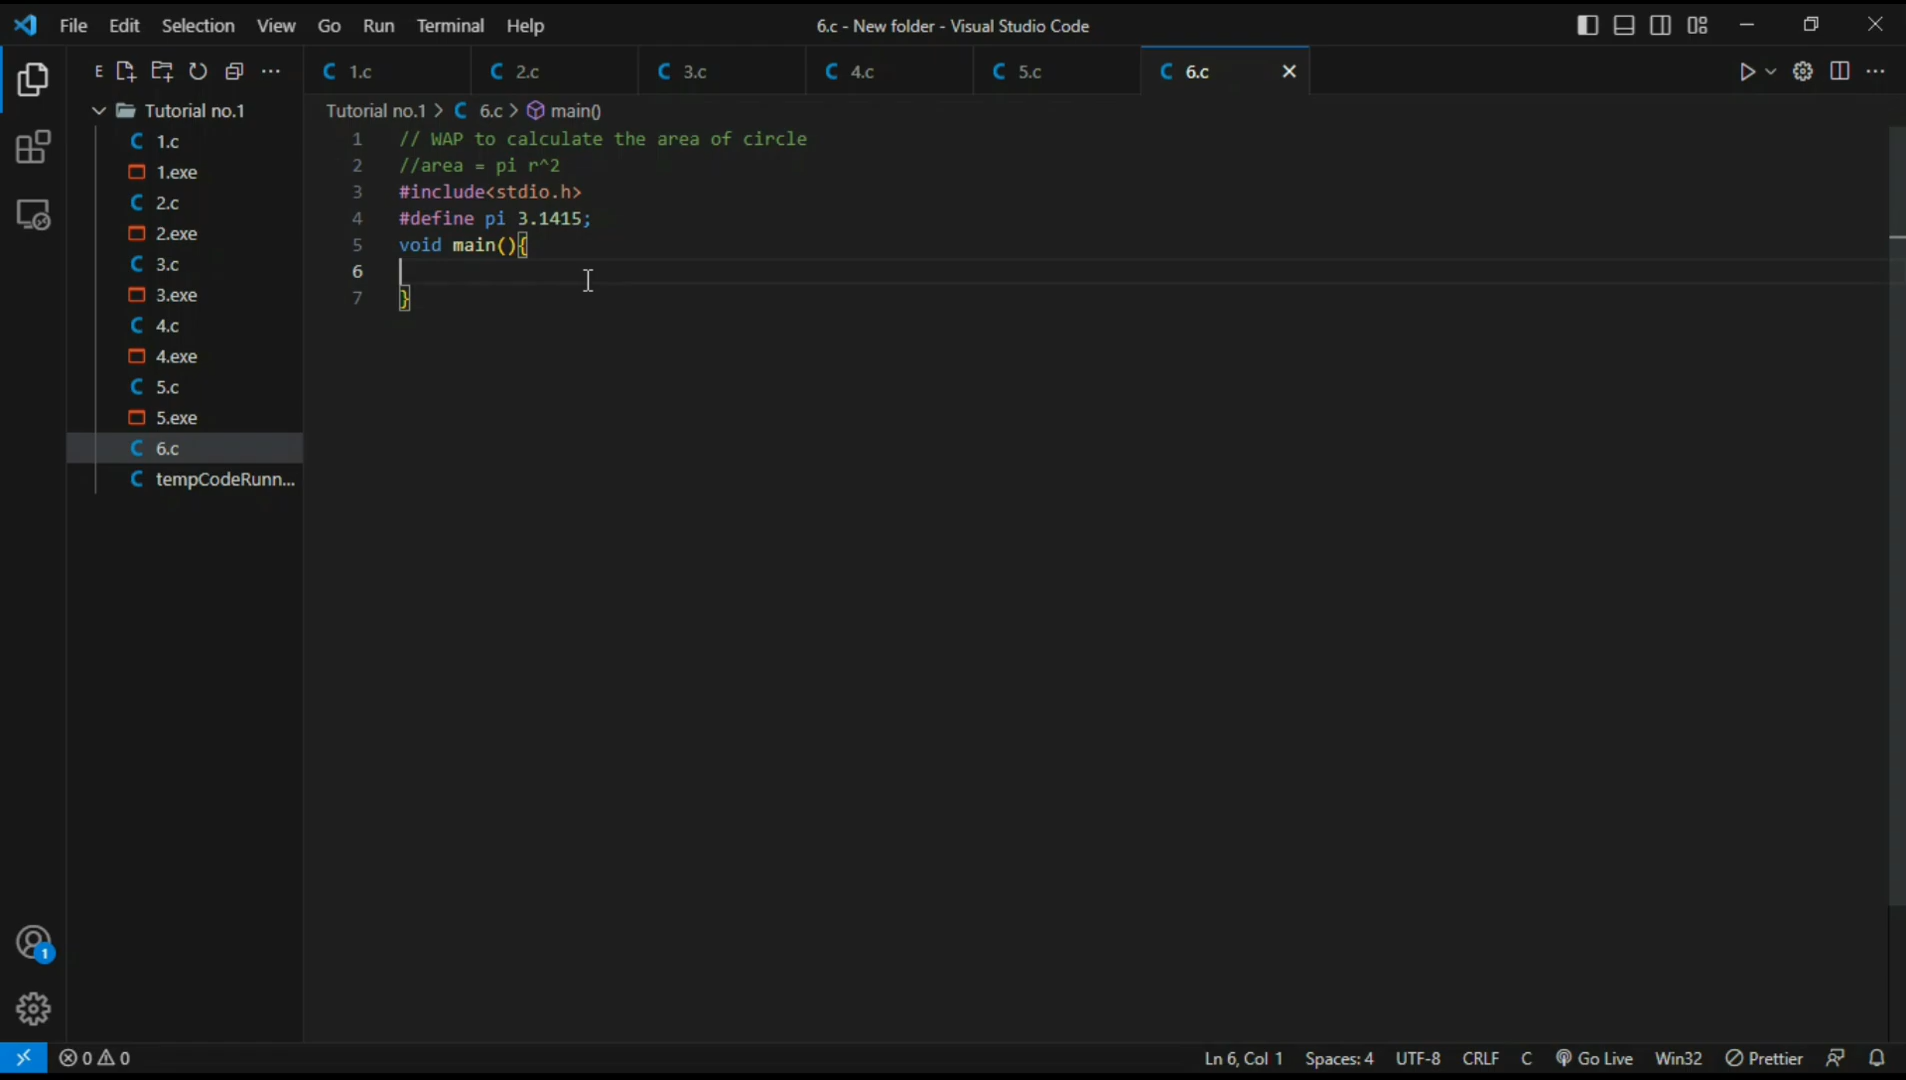 File Edit Selection View Go Run Terminal Help
6.c - New folder - Visual Studio Code
E
1.c 2.c 3.c 4.c 5.c 6.c
Tutorial no.1
1.c
1.exe
2.c
2.exe
3.c
3.exe
4.c
4.exe
5.c
5.exe
6.c
tempCodeRunn...
Tutorial no.1 > 6.c > main()
1 // WAP to calculate the area of circle
2 //area = pi r^2
3 #include<stdio.h>
4 #define pi 3.1415;
5 void main(){
6
7 }
1
0 0
Ln 6, Col 1 Spaces: 4 UTF-8 CRLF C Go Live Win32 Prettier